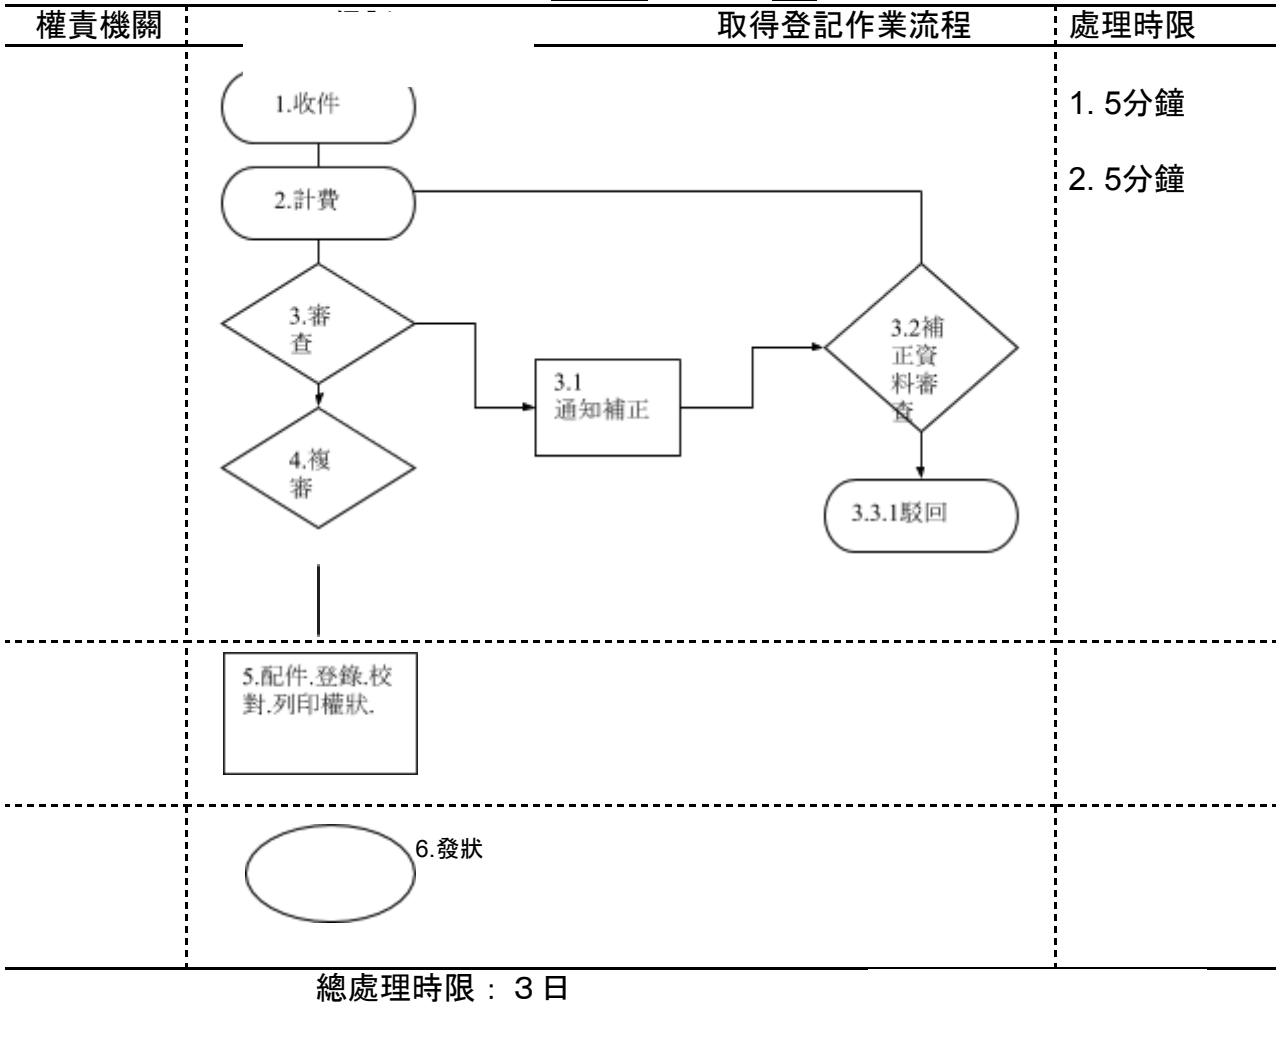 權責機關
取得登記作業流程
處理時限
1.收件
1. 5分鐘
2.計費
2. 5分鐘
3.審
查
3.1
通知補正
3.2補
正資
料審
查
4.複
審
3.3.1駁回
5.配件.登錄.校
對.列印權狀.
6.發狀
總處理時限：3日